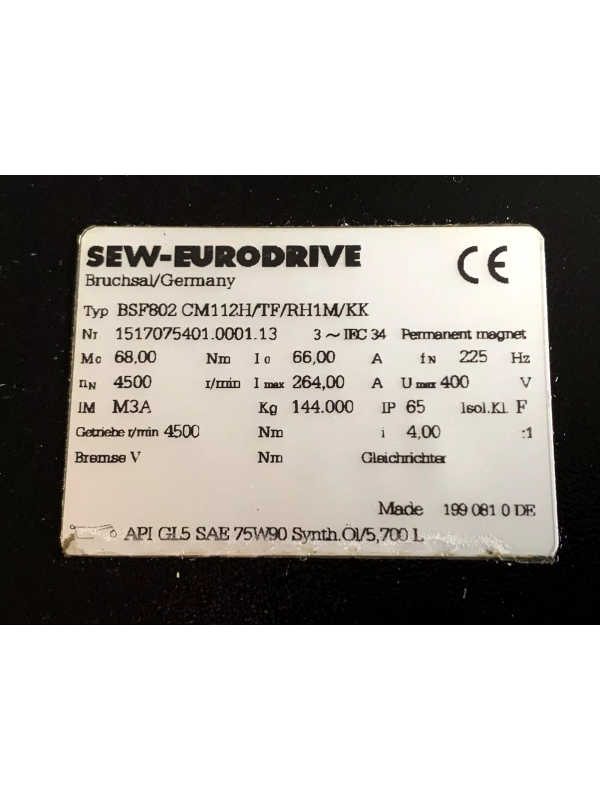 SEW-EURODRIVE CE
Bruchsal/Germany
Typ BSF802 CM112H/TF/RH1M/KK
Nr. 1517075401.0001.13 3 ~ IEC 34 Permanent magnet
Mo 68,00 Nm Io 66,00 A fN 225 Hz
nN 4500 r/min Imax 264,00 A Umax 400 V
IM M3A Kg 144.000 IP 65 Isol.Kl. F
Getriebe r/min 4500 Nm i 4,00 :1
Bremse V Nm Gleichrichter
Made 199 081 0 DE
API GL5 SAE 75W90 Synth.Öl/5,700 L